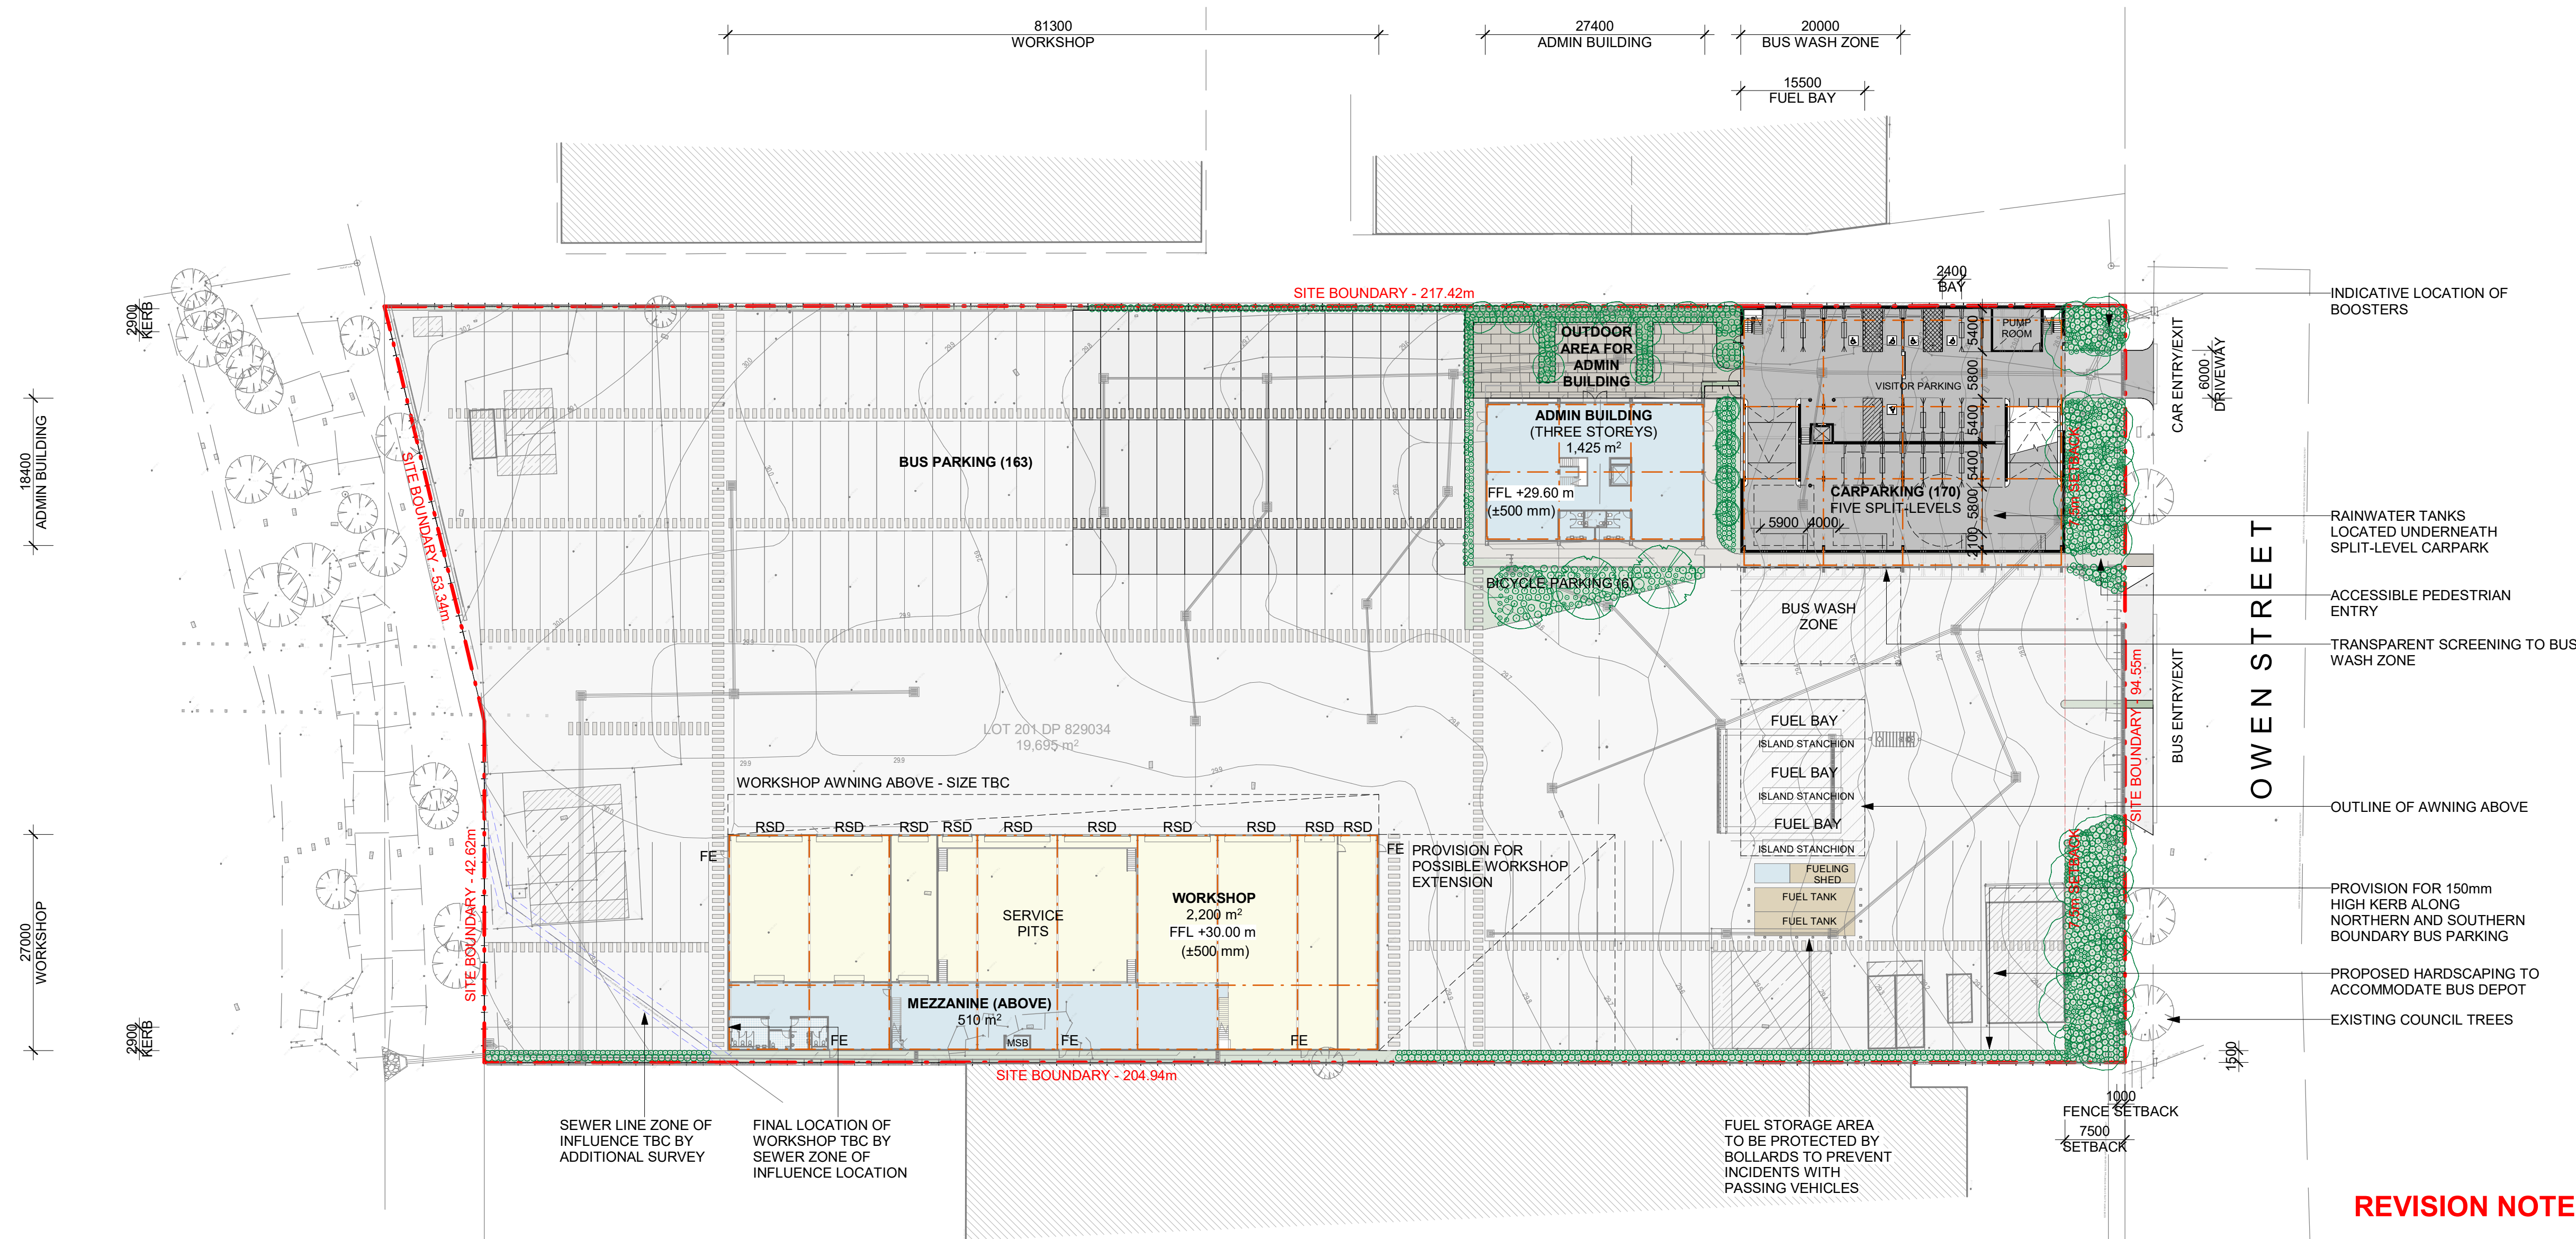 81300
WORKSHOP
27400
ADMIN BUILDING
20000
BUS WASH ZONE
15500
FUEL BAY
2400
BAY
SITE BOUNDARY - 217.42m
2900
KERB
18400
ADMIN BUILDING
27000
WORKSHOP
2900
KERB
SITE BOUNDARY - 53.34m
SITE BOUNDARY - 42.62m
BUS PARKING (163)
OUTDOOR
AREA FOR
ADMIN
BUILDING
ADMIN BUILDING
(THREE STOREYS)
1,425 m²
FFL +29.60 m
(±500 mm)
PUMP
ROOM
VISITOR PARKING
5400
5800
5400
5400
5800
2100
CARPARKING (170)
FIVE SPLIT-LEVELS
5900
4000
7.5m SETBACK
BICYCLE PARKING (6)
BUS WASH
ZONE
LOT 201 DP 829034
19,695 m²
WORKSHOP AWNING ABOVE - SIZE TBC
FUEL BAY
ISLAND STANCHION
FUEL BAY
ISLAND STANCHION
FUEL BAY
ISLAND STANCHION
FUELING
SHED
FUEL TANK
FUEL TANK
RSD RSD RSD RSD RSD RSD RSD RSD RSD RSD
FE
FE
PROVISION FOR
POSSIBLE WORKSHOP
EXTENSION
SERVICE
PITS
WORKSHOP
2,200 m²
FFL +30.00 m
(±500 mm)
MEZZANINE (ABOVE)
510 m²
FE
MSB
FE
FE
7.5m SETBACK
SITE BOUNDARY - 204.94m
SITE BOUNDARY - 94.55m
CAR ENTRY/EXIT
6000
DRIVEWAY
BUS ENTRY/EXIT
OWEN STREET
INDICATIVE LOCATION OF
BOOSTERS
RAINWATER TANKS
LOCATED UNDERNEATH
SPLIT-LEVEL CARPARK
ACCESSIBLE PEDESTRIAN
ENTRY
TRANSPARENT SCREENING TO BUS
WASH ZONE
OUTLINE OF AWNING ABOVE
PROVISION FOR 150mm
HIGH KERB ALONG
NORTHERN AND SOUTHERN
BOUNDARY BUS PARKING
PROPOSED HARDSCAPING TO
ACCOMMODATE BUS DEPOT
EXISTING COUNCIL TREES
1500
1000
FENCE SETBACK
7500
SETBACK
SEWER LINE ZONE OF
INFLUENCE TBC BY
ADDITIONAL SURVEY
FINAL LOCATION OF
WORKSHOP TBC BY
SEWER ZONE OF
INFLUENCE LOCATION
FUEL STORAGE AREA
TO BE PROTECTED BY
BOLLARDS TO PREVENT
INCIDENTS WITH
PASSING VEHICLES
REVISION NOTE